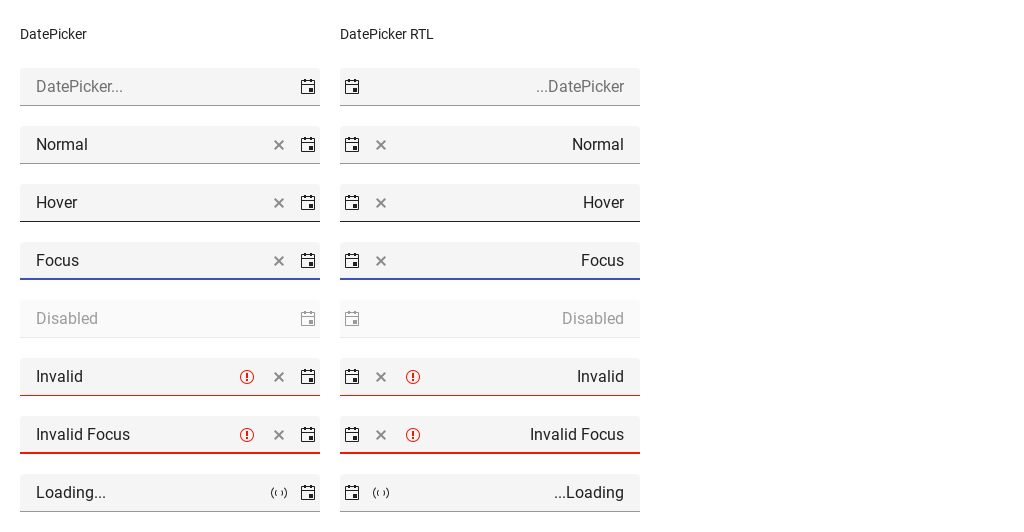 DatePicker DatePicker RTL
DatePicker... ...DatePicker
Normal Normal
Hover Hover
Focus Focus
Disabled Disabled
Invalid Invalid
Invalid Focus Invalid Focus
Loading... ...Loading